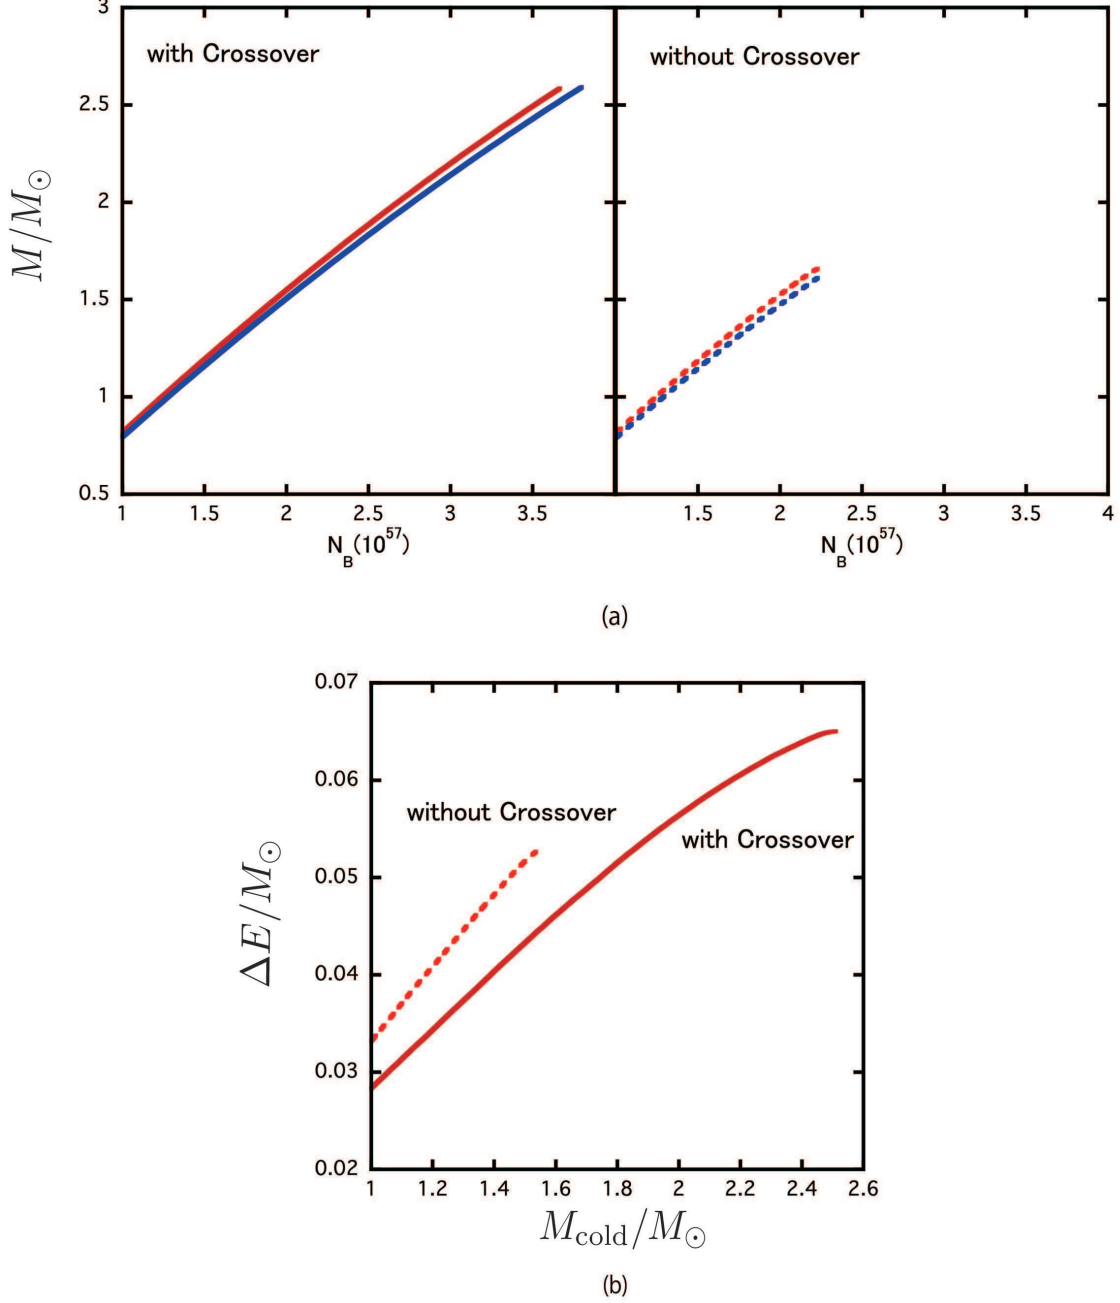 3
2.5
2
1.5
1
0.5
M/M☉
with Crossover
without Crossover
1 1.5 2 2.5 3 3.5 1.5 2 2.5 3 3.5 4
N_B(10^57) N_B(10^57)
(a)
0.07
0.06
0.05
0.04
0.03
0.02
ΔE/M☉
without Crossover
with Crossover
1 1.2 1.4 1.6 1.8 2 2.2 2.4 2.6
M_cold/M☉
(b)